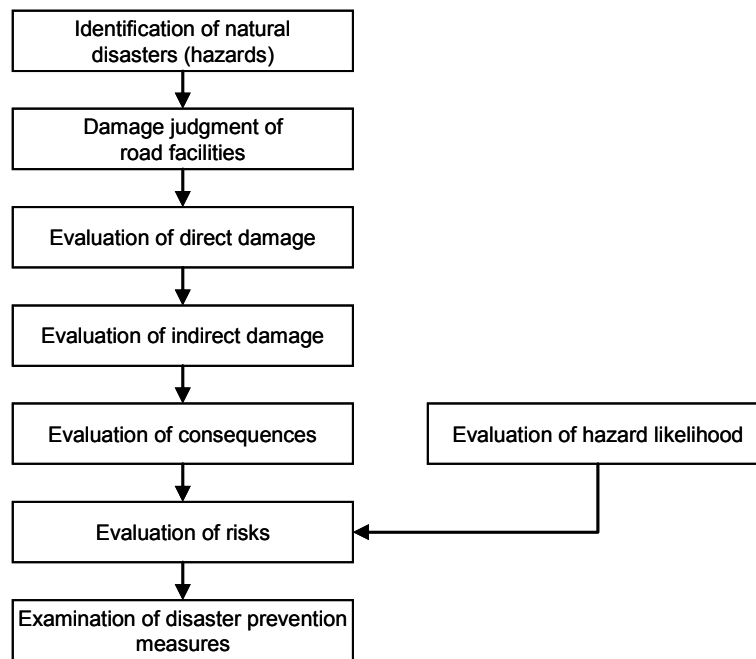 Identification of natural
disasters (hazards)
Damage judgment of
road facilities
Evaluation of direct damage
Evaluation of indirect damage
Evaluation of consequences
Evaluation of hazard likelihood
Evaluation of risks
Examination of disaster prevention
measures